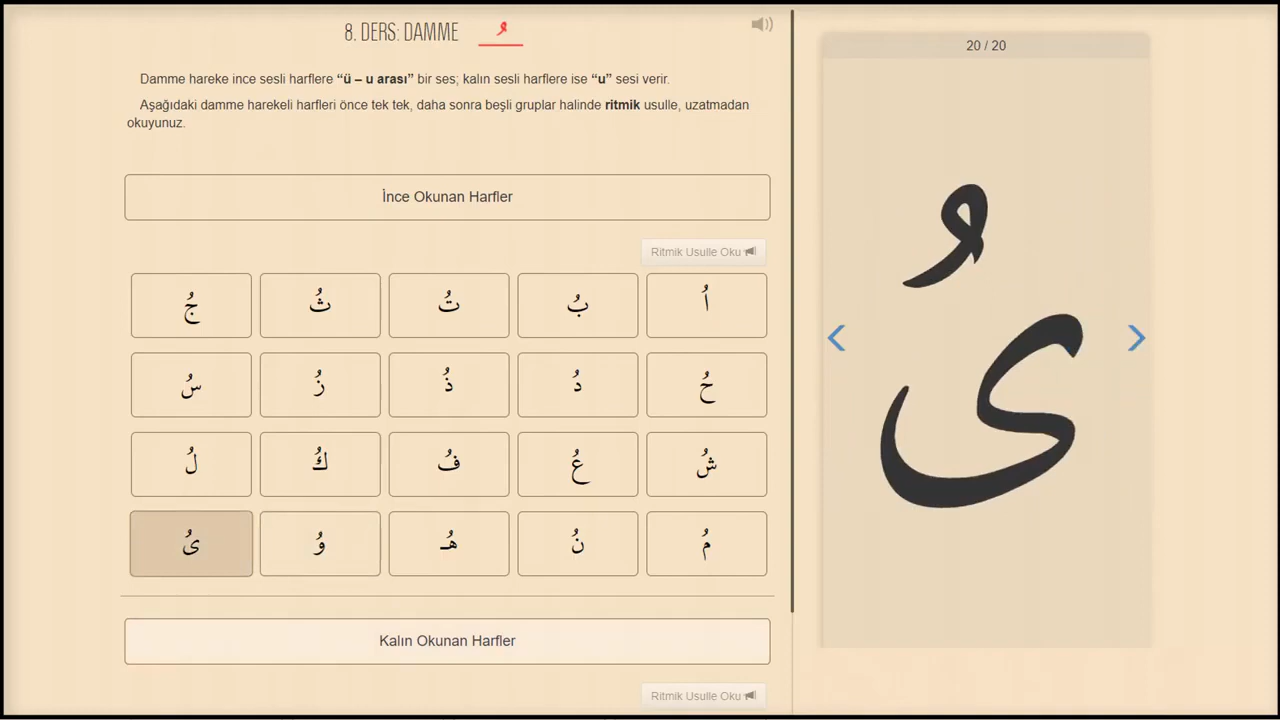 8. DERS: DAMME ُ
Damme hareke ince sesli harflere “ü – u arası” bir ses; kalın sesli harflere ise “u” sesi verir.
Aşağıdaki damme harekeli harfleri önce tek tek, daha sonra beşli gruplar halinde ritmik usulle, uzatmadan
okuyunuz.
İnce Okunan Harfler
Ritmik Usulle Oku
اُ بُ تُ ثُ جُ
حُ دُ ذُ زُ سُ
شُ عُ فُ كُ لُ
مُ نُ هُـ وُ ىُ
Kalın Okunan Harfler
Ritmik Usulle Oku
20 / 20
ىُ